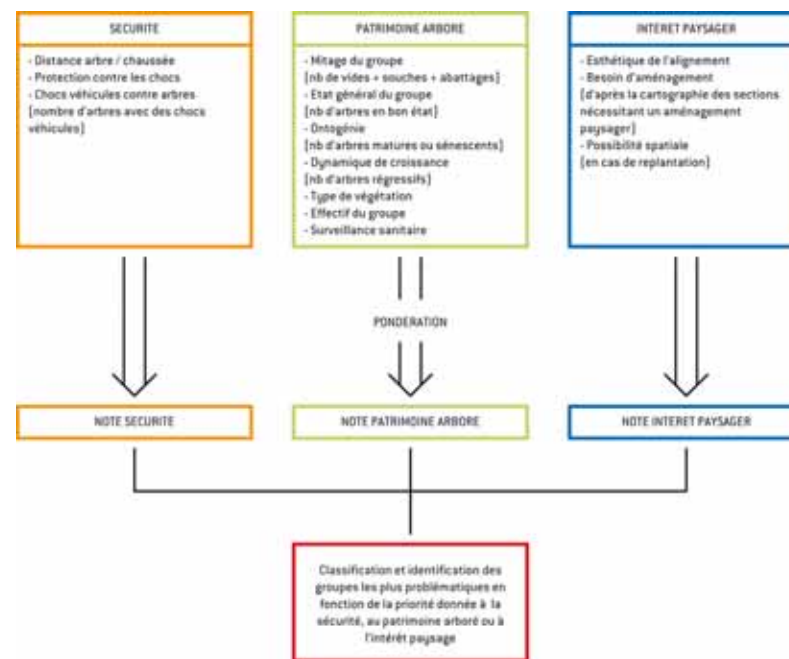 SECURITE
- Distance arbre / chaussée
- Protection contre les chocs
- Chocs véhicules contre arbres
[nombre d'arbres avec des chocs
véhicules]
PATRIMOINE ARBORE
- Mitage du groupe
[nb de vides + souches + abattages]
- Etat général du groupe
[nb d'arbres en bon état]
- Ontogénie
[nb d'arbres matures ou sénescents]
- Dynamique de croissance
[nb d'arbres régressifs]
- Type de végétation
- Effectif du groupe
- Surveillance sanitaire
INTERET PAYSAGER
- Esthétique de l'alignement
- Besoin d'aménagement
[d'après la cartographie des sections
nécessitant un aménagement
paysager]
- Possibilité spatiale
[en cas de replantation]
PONDERATION
NOTE SECURITE
NOTE PATRIMOINE ARBORE
NOTE INTERET PAYSAGER
Classification et identification des
groupes les plus problématiques en
fonction de la priorité donnée à la
sécurité, au patrimoine arboré ou à
l'intérêt paysage